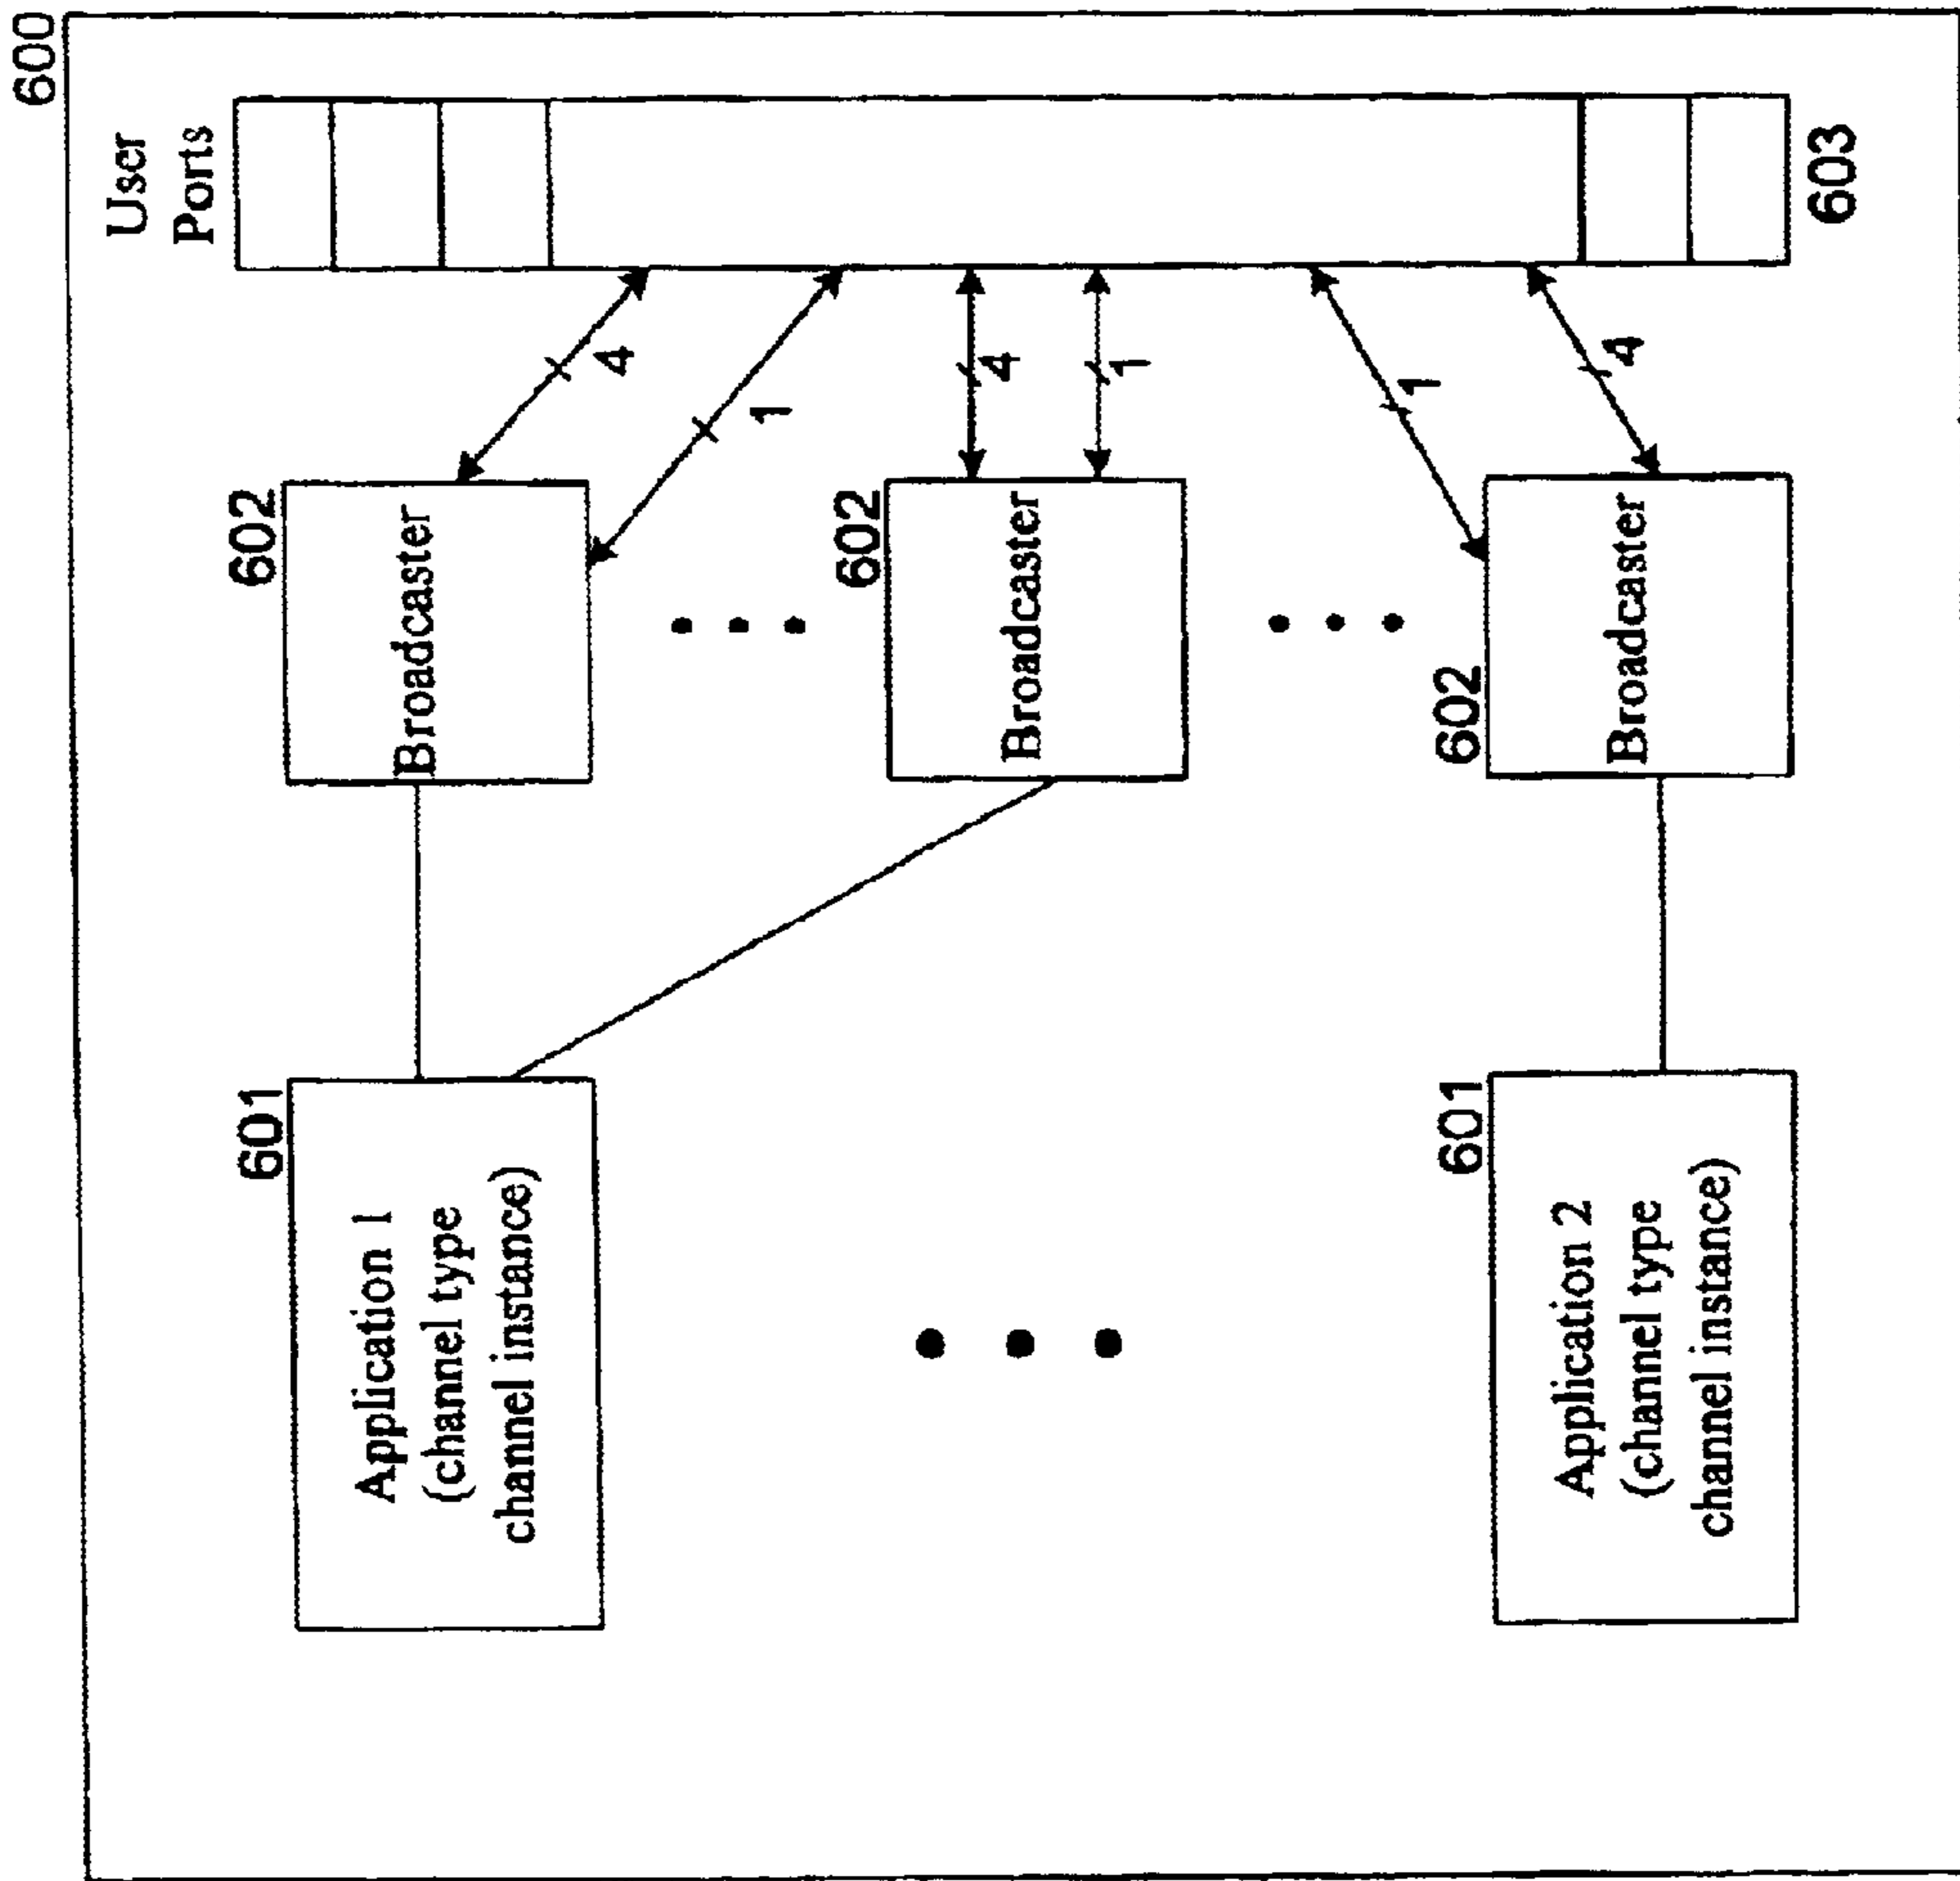 600
User
Ports
603
4
1
4
1
1
4
602
Broadcaster
602
Broadcaster
602
Broadcaster
601
Application 1
(channel type
channel instance)
601
Application 2
(channel type
channel instance)